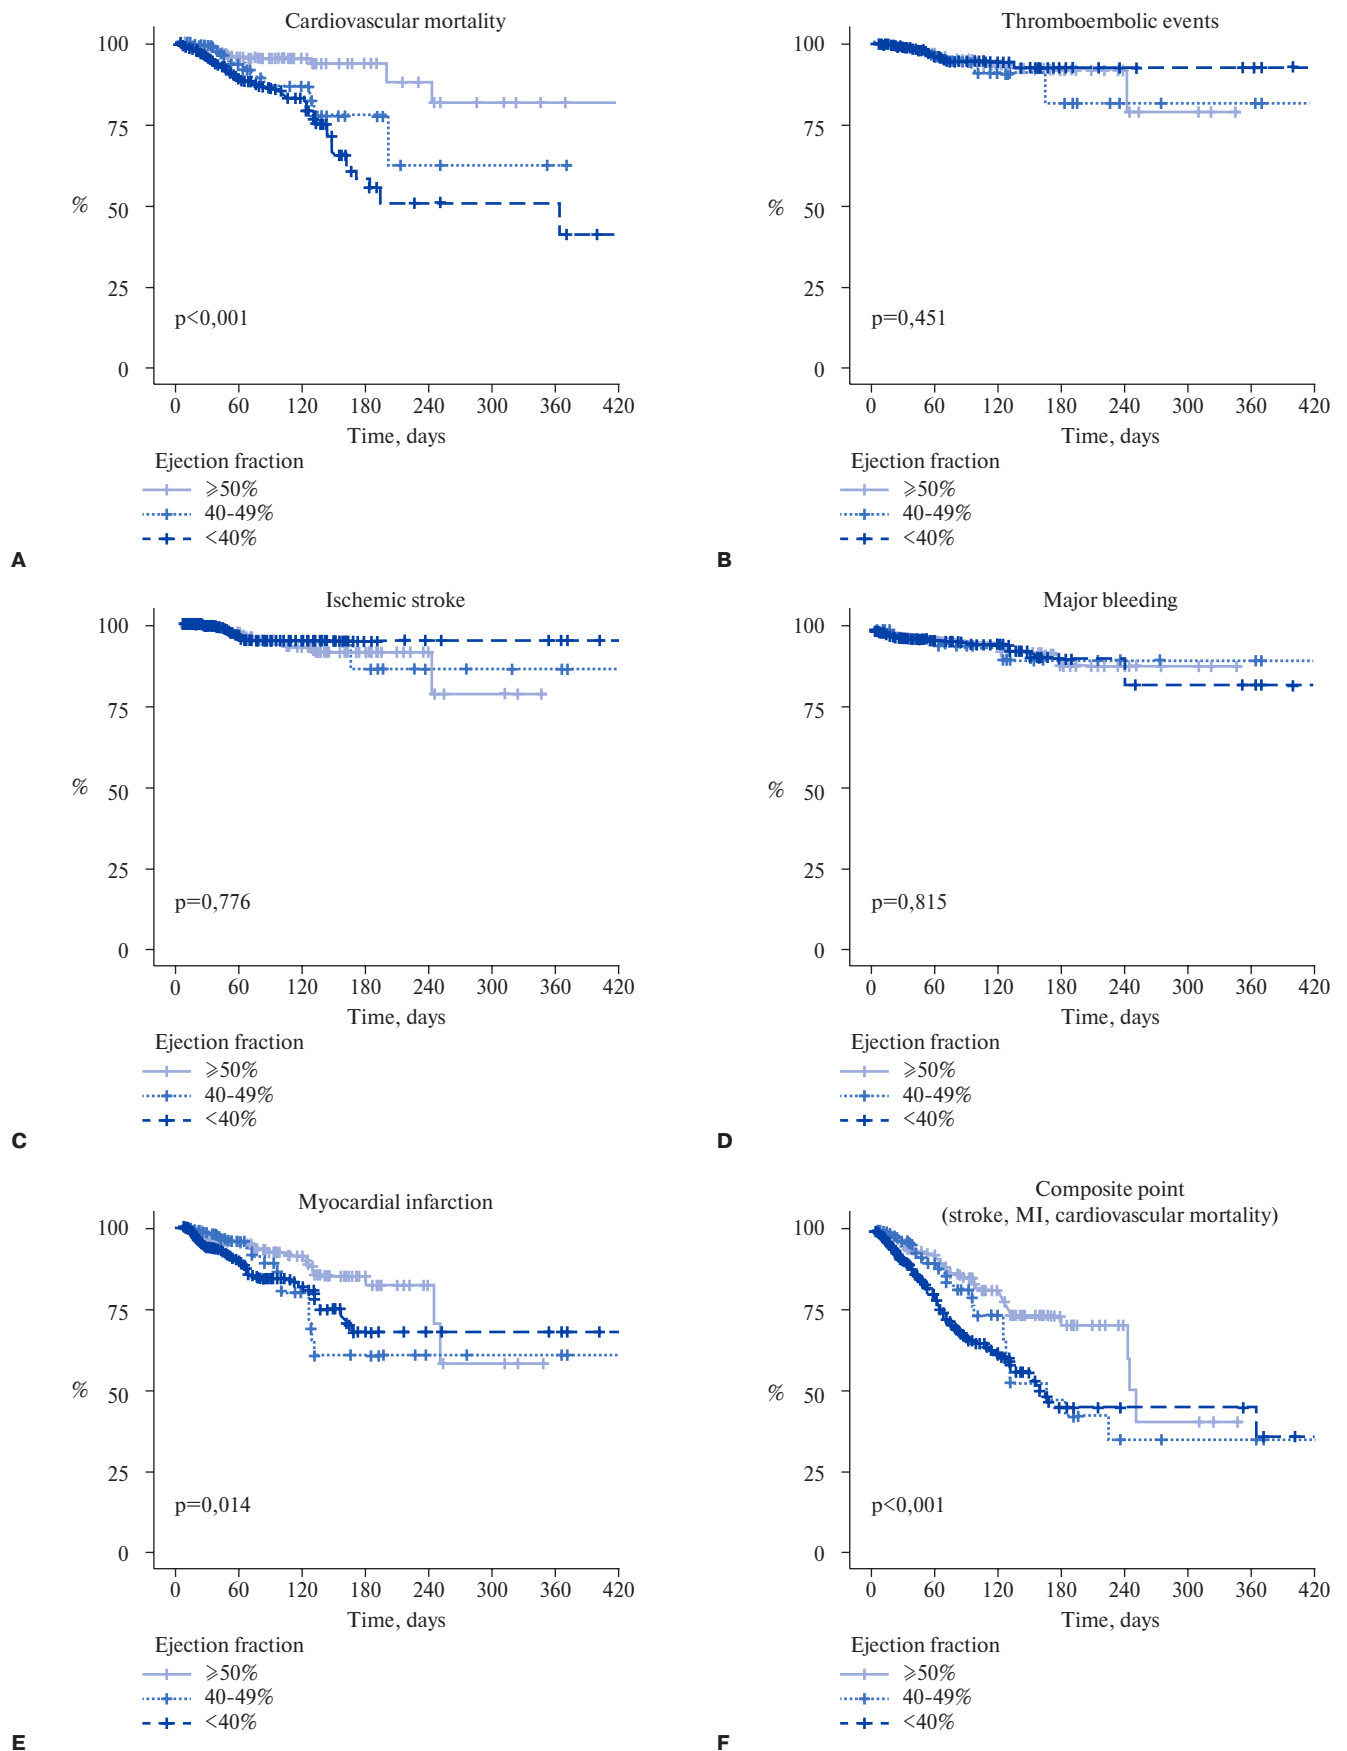 Cardiovascular mortality
100
75
%
50
25
p<0,001
0
0 60 120 180 240 300 360 420
Time, days
Ejection fraction
⩾50%
40-49%
<40%
A
Thromboembolic events
100
75
%
50
25
p=0,451
0
0 60 120 180 240 300 360 420
Time, days
Ejection fraction
⩾50%
40-49%
<40%
B
Ischemic stroke
100
75
%
50
25
p=0,776
0
0 60 120 180 240 300 360 420
Time, days
Ejection fraction
⩾50%
40-49%
<40%
C
Major bleeding
100
75
%
50
25
p=0,815
0
0 60 120 180 240 300 360 420
Time, days
Ejection fraction
⩾50%
40-49%
<40%
D
Myocardial infarction
100
75
%
50
25
p=0,014
0
0 60 120 180 240 300 360 420
Time, days
Ejection fraction
⩾50%
40-49%
<40%
E
Composite point
(stroke, MI, cardiovascular mortality)
100
75
%
50
25
p<0,001
0
0 60 120 180 240 300 360 420
Time, days
Ejection fraction
⩾50%
40-49%
<40%
F